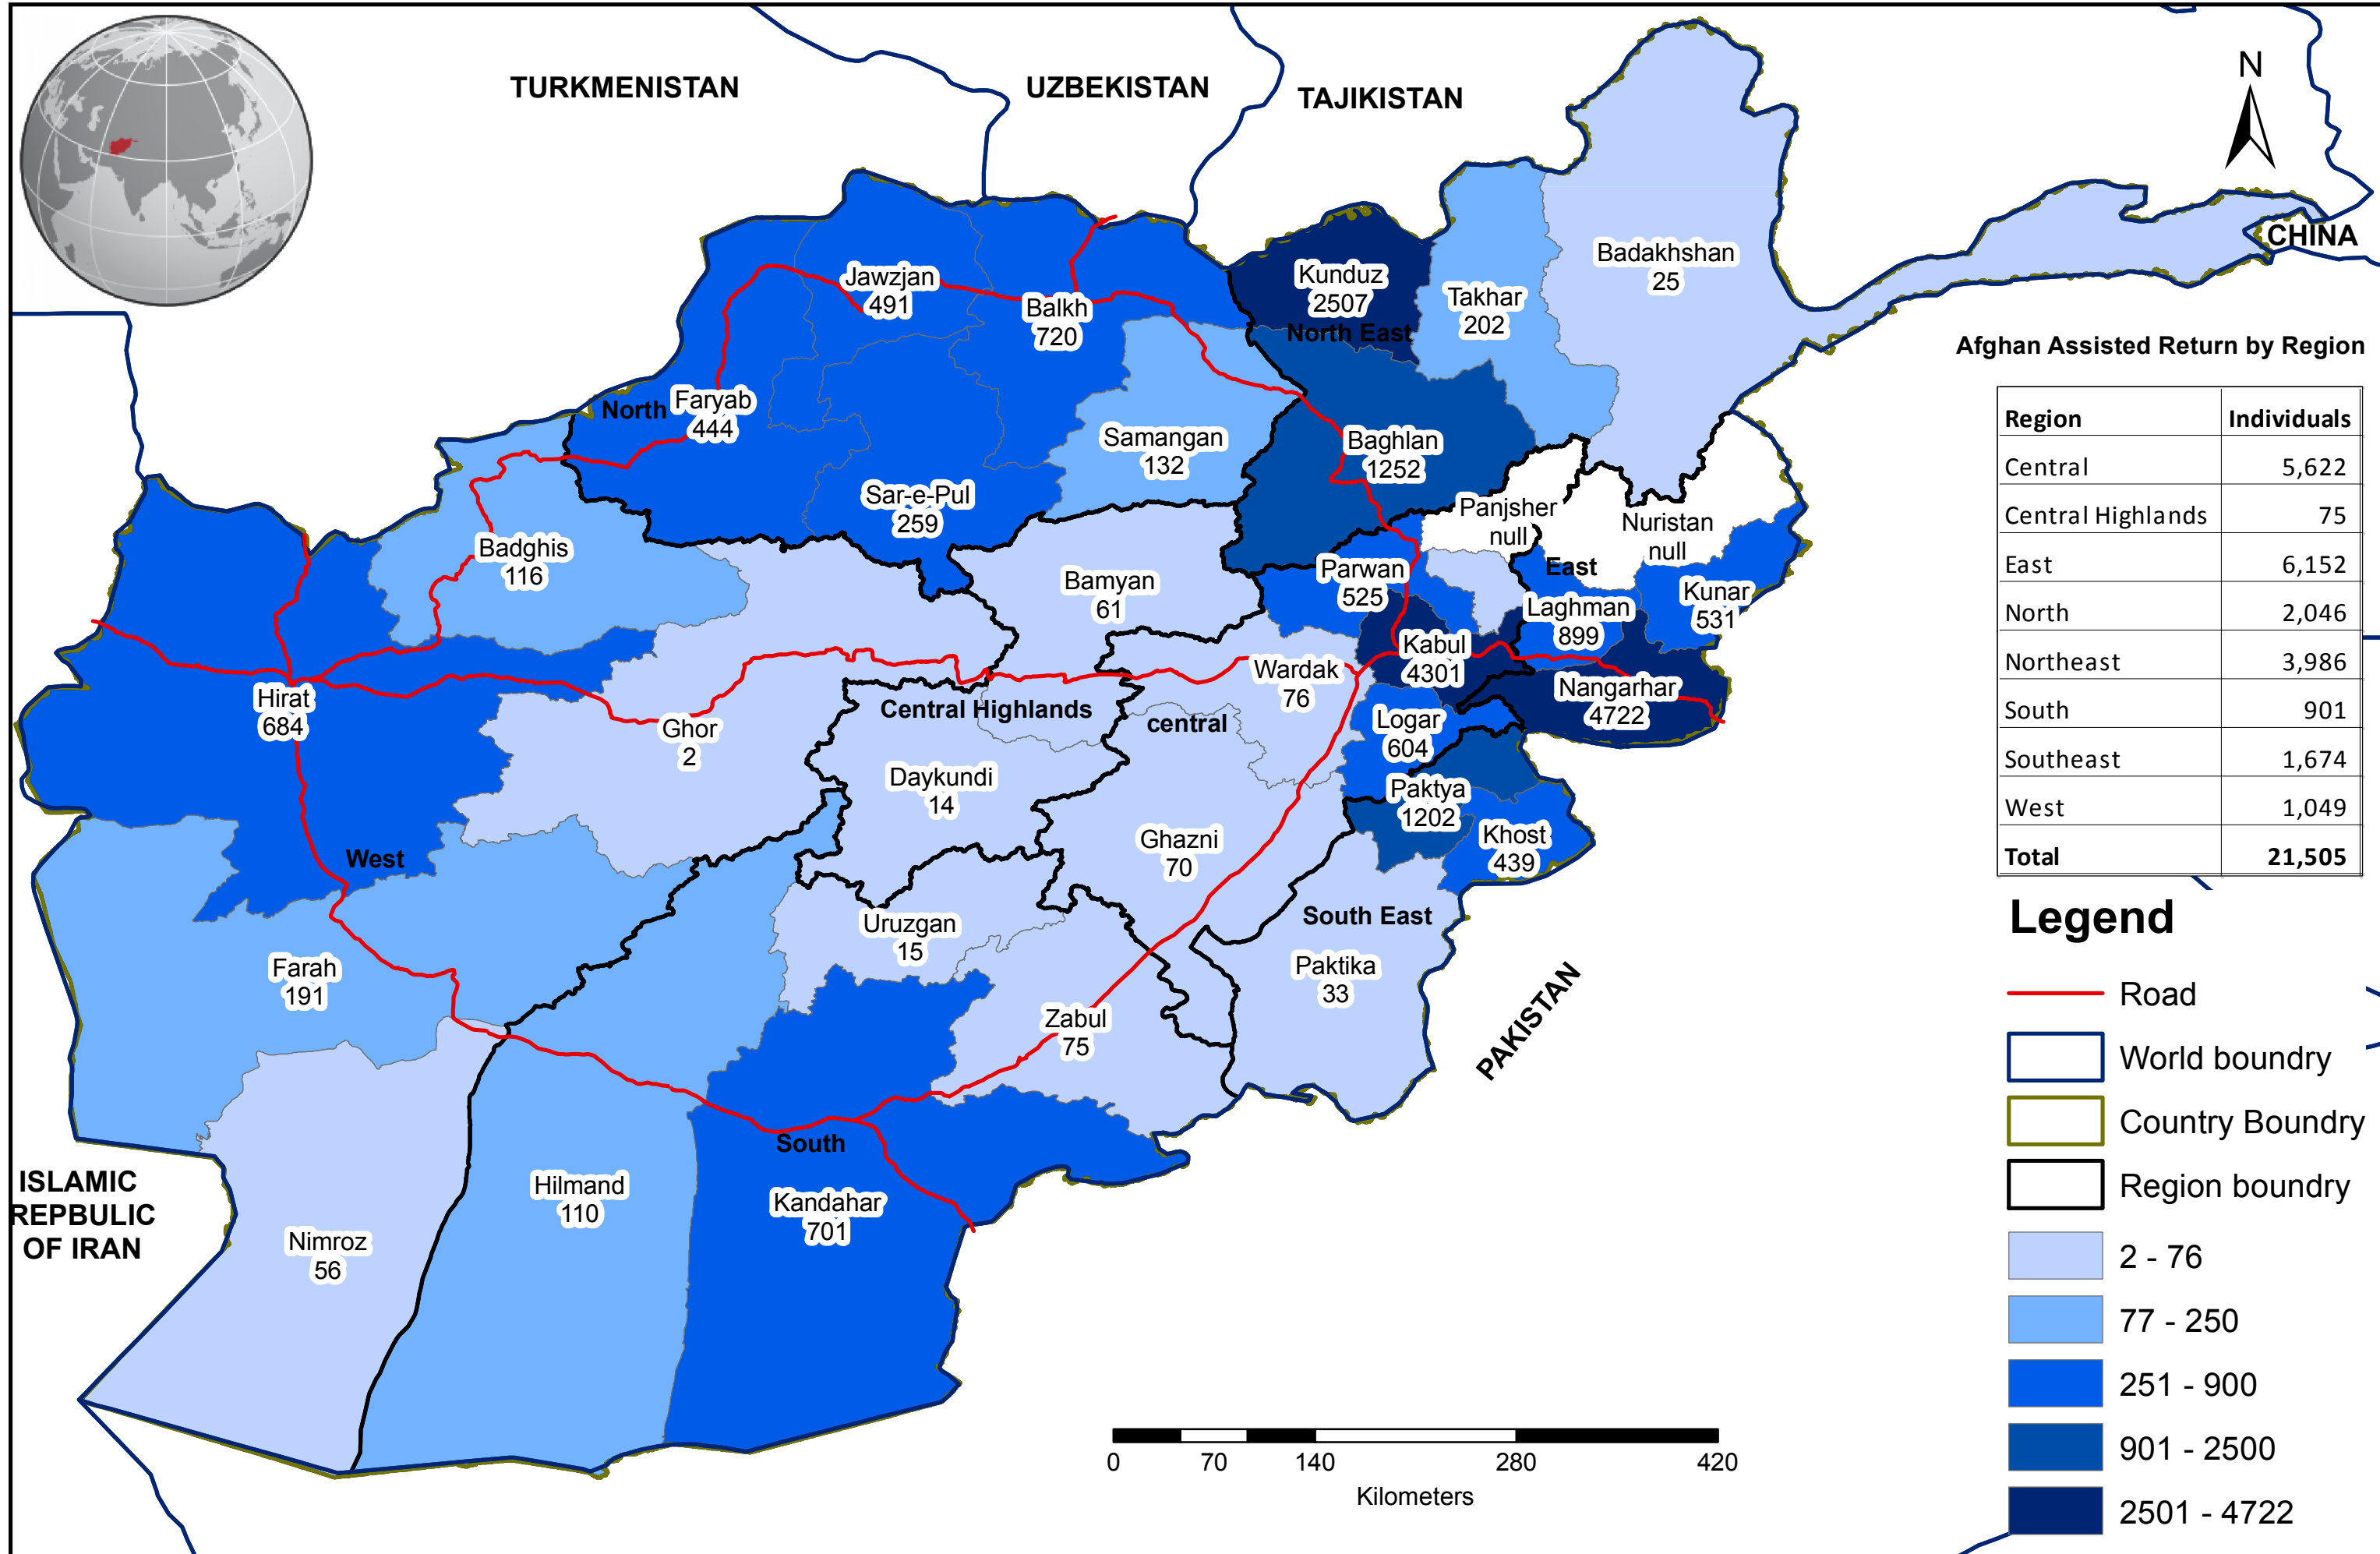 TURKMENISTAN
UZBEKISTAN
TAJIKISTAN
N
CHINA
Jawzjan
491
Balkh
720
Kunduz
2507
North East
Takhar
202
Badakhshan
25
North
Faryab
444
Samangan
132
Baghlan
1252
Sar-e-Pul
259
Panjsher
null
Nuristan
null
Badghis
116
Bamyan
61
Parwan
525
East
Laghman
899
Kunar
531
Kabul
4301
Wardak
76
Nangarhar
4722
Hirat
684
Ghor
2
Central Highlands
central
Logar
604
Daykundi
14
Paktya
1202
Ghazni
70
Khost
439
West
Uruzgan
15
South East
Farah
191
Paktika
33
Zabul
75
PAKISTAN
South
Hilmand
110
Kandahar
701
Nimroz
56
ISLAMIC
REPBULIC
OF IRAN
Afghan Assisted Return by Region
Region Individuals
Central 5,622
Central Highlands 75
East 6,152
North 2,046
Northeast 3,986
South 901
Southeast 1,674
West 1,049
Total 21,505
Legend
Road
World boundry
Country Boundry
Region boundry
2 - 76
77 - 250
251 - 900
901 - 2500
2501 - 4722
0 70 140 280 420
Kilometers